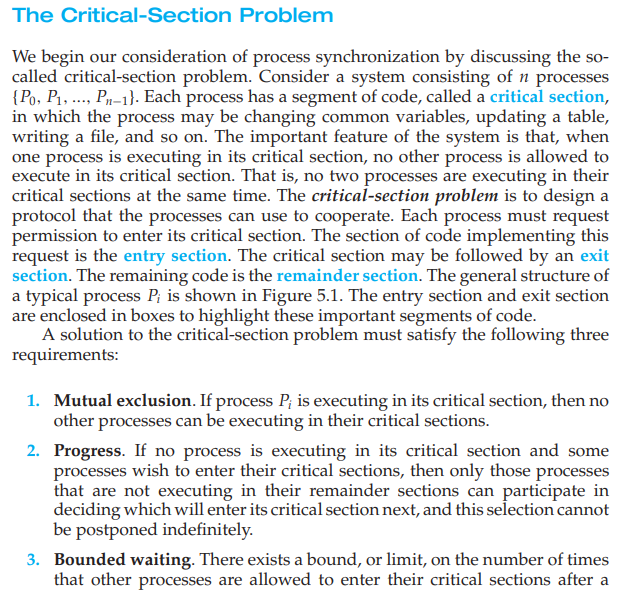 The Critical-Section Problem
We begin our consideration of process synchronization by discussing the so-
called critical-section problem. Consider a system consisting of n processes
{P₀, P₁, ..., Pₙ₋₁}. Each process has a segment of code, called a critical section,
in which the process may be changing common variables, updating a table,
writing a file, and so on. The important feature of the system is that, when
one process is executing in its critical section, no other process is allowed to
execute in its critical section. That is, no two processes are executing in their
critical sections at the same time. The critical-section problem is to design a
protocol that the processes can use to cooperate. Each process must request
permission to enter its critical section. The section of code implementing this
request is the entry section. The critical section may be followed by an exit
section. The remaining code is the remainder section. The general structure of
a typical process Pᵢ is shown in Figure 5.1. The entry section and exit section
are enclosed in boxes to highlight these important segments of code.
A solution to the critical-section problem must satisfy the following three
requirements:
1. Mutual exclusion. If process Pᵢ is executing in its critical section, then no
other processes can be executing in their critical sections.
2. Progress. If no process is executing in its critical section and some
processes wish to enter their critical sections, then only those processes
that are not executing in their remainder sections can participate in
deciding which will enter its critical section next, and this selection cannot
be postponed indefinitely.
3. Bounded waiting. There exists a bound, or limit, on the number of times
that other processes are allowed to enter their critical sections after a